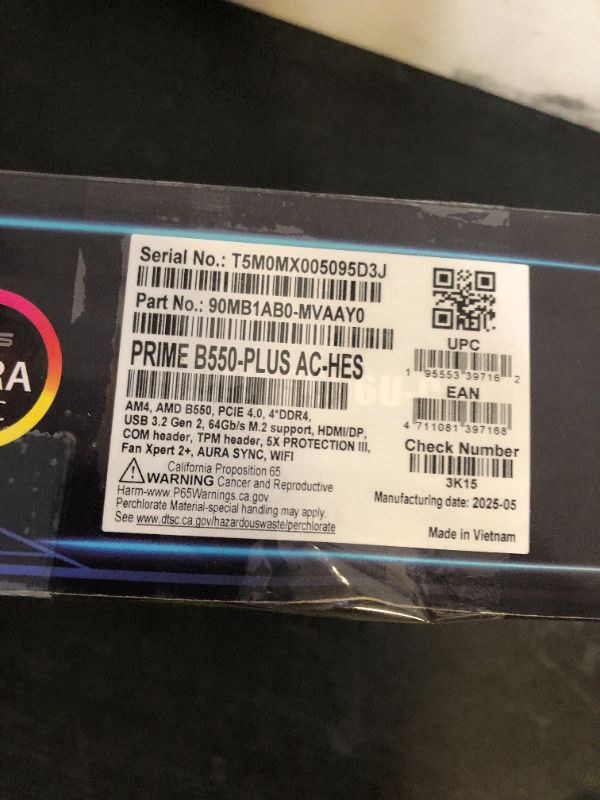 Serial No.: T5M0MX005095D3J
Part No.: 90MB1AB0-MVAAY0
PRIME B550-PLUS AC-HES
AM4, AMD B550, PCIE 4.0, 4*DDR4,
USB 3.2 Gen 2, 64Gb/s M.2 support, HDMI/DP,
COM header, TPM header, 5X PROTECTION III,
Fan Xpert 2+, AURA SYNC, WIFI
California Proposition 65
WARNING Cancer and Reproductive
Harm-www.P65Warnings.ca.gov.
Perchlorate Material-special handling may apply.
See www.dtsc.ca.gov/hazardouswaste/perchlorate
UPC
1 95553 39716 2
EAN
4 711081 397168
Check Number
3K15
Manufacturing date: 2025-05
Made in Vietnam